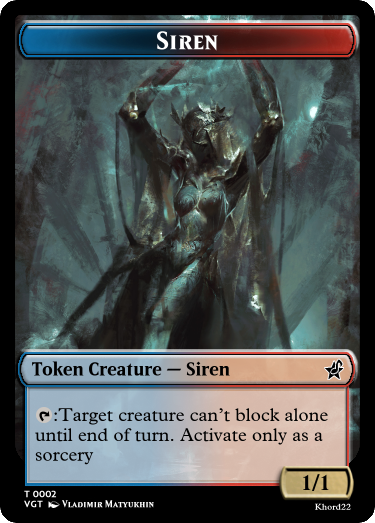 Siren
Token Creature — Siren
:Target creature can't block alone
until end of turn. Activate only as a
sorcery
1/1
T 0002
VGT Vladimir Matyukhin
Khord22